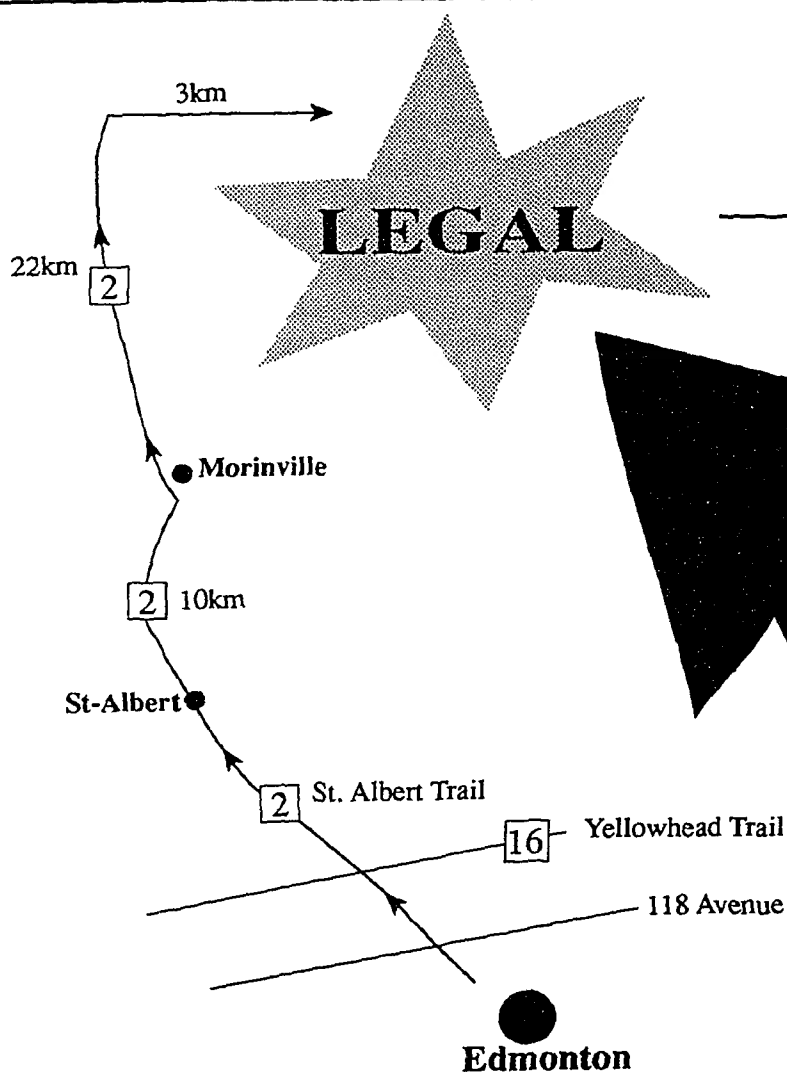 3km
LEGAL
22km
2
Morinville
2 10km
St-Albert
2 St. Albert Trail
16 Yellowhead Trail
118 Avenue
Edmonton